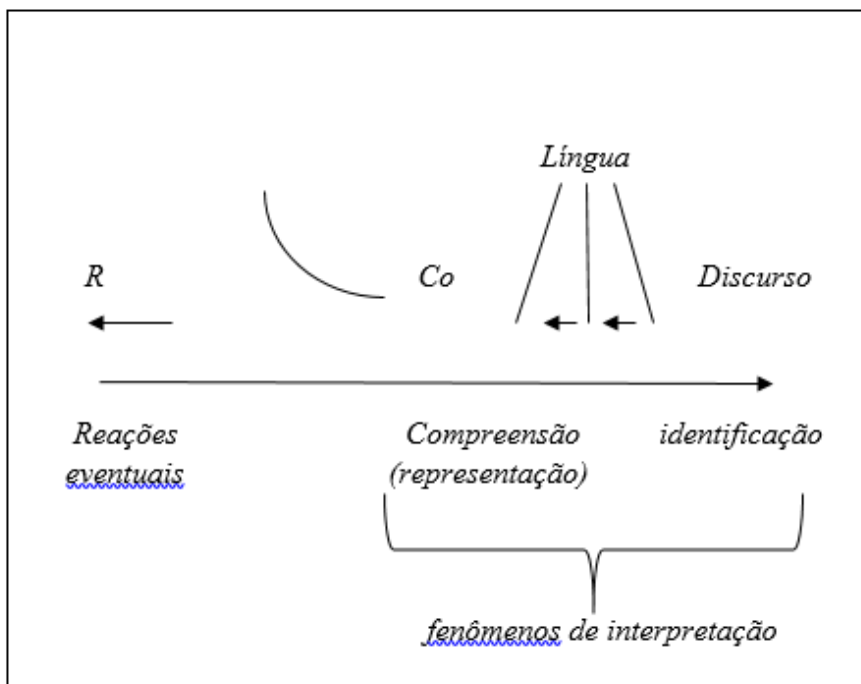 Língua
R Co Discurso
Reações Compreensão identificação
eventuais (representação)
fenômenos de interpretação